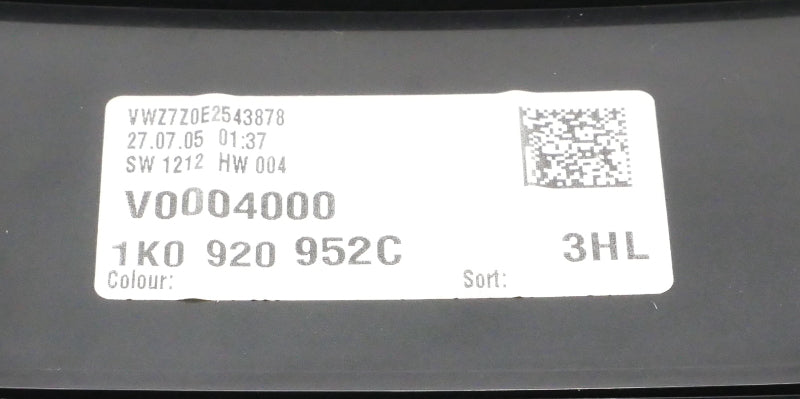 VWZ7Z0E2543878
27.07.05 01:37
SW 1212 HW 004
V0004000
1K0 920 952C 3HL
Colour: Sort: